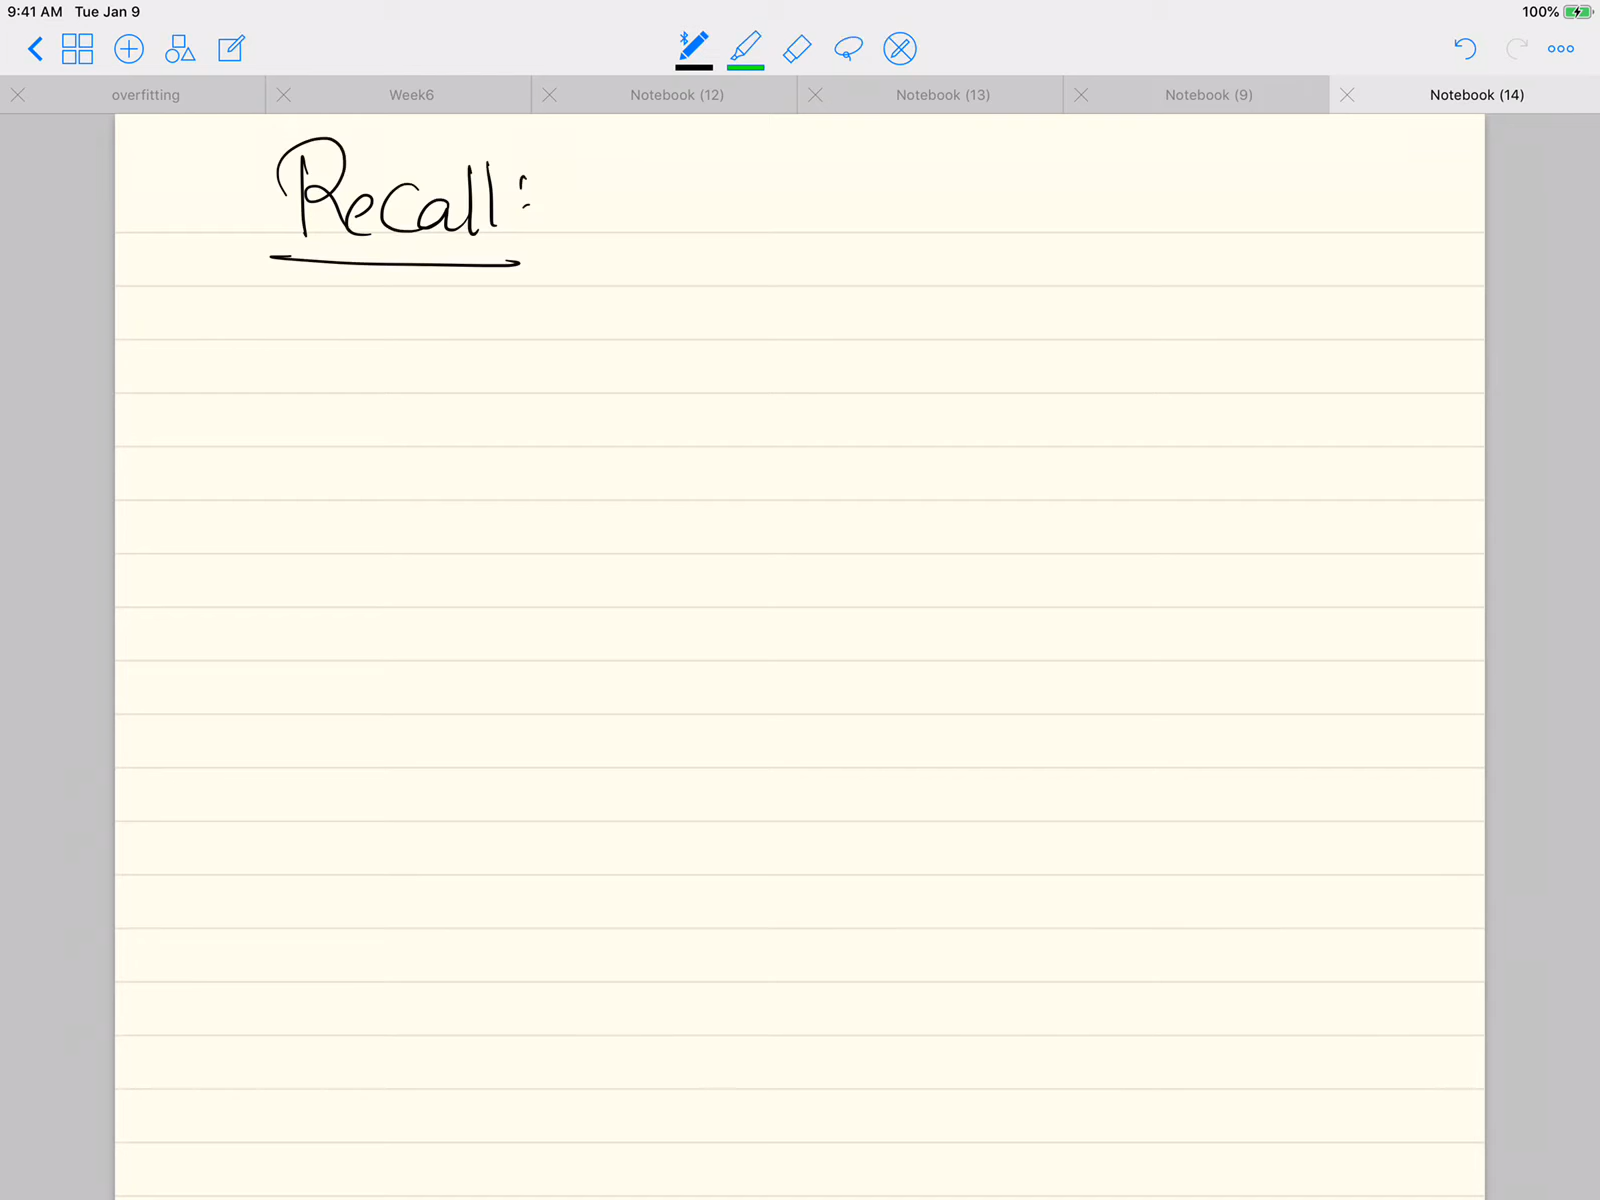 9:41 AM Tue Jan 9 100%
overfitting Week6 Notebook (12) Notebook (13) Notebook (9) Notebook (14)
Recall: